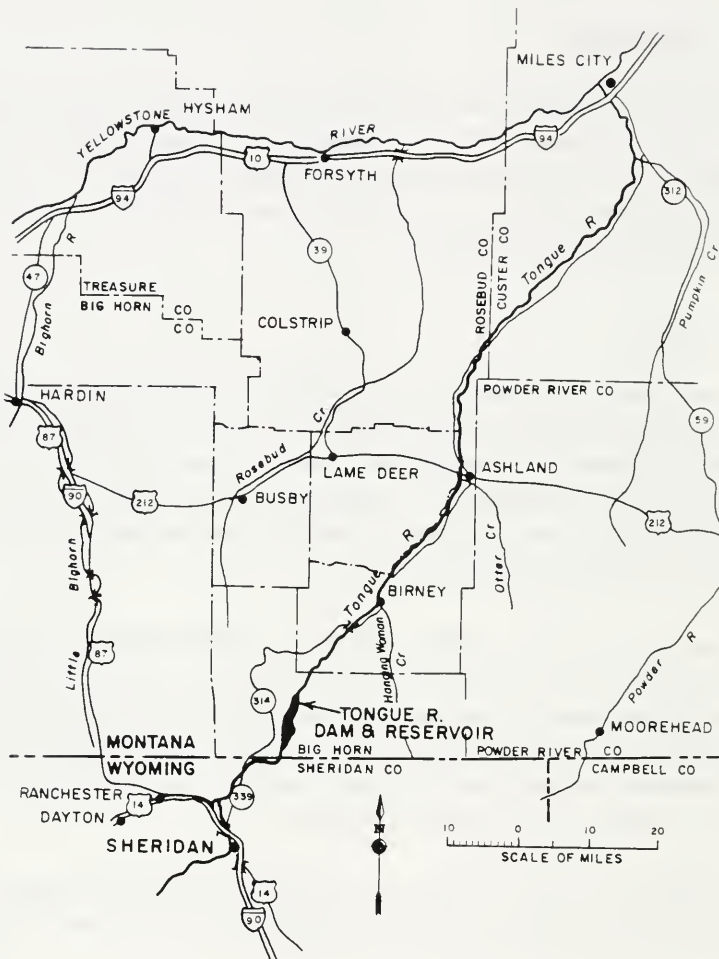 MILES CITY
HYSHAM
YELLOWSTONE
RIVER
94
10
FORSYTH
94
312
R
39
Tongue R
ROSEBUD CO
CUSTER CO
Pumpkin Cr
47
Bighorn
TREASURE CO
BIG HORN CO
COLSTRIP
POWDER RIVER CO
HARDIN
87
Cr
59
Rosebud
LAME DEER
ASHLAND
90
212
BUSBY
212
R
Otter Cr
Bighorn
Tongue
BIRNEY
Little
87
Hanging Woman Cr
Powder R
314
TONGUE R.
DAM & RESERVOIR
MOOREHEAD
MONTANA
BIG HORN
POWDER RIVER CO
WYOMING
SHERIDAN CO
CAMPBELL CO
RANCHESTER
14
339
DAYTON
N
10 0 10 20
SCALE OF MILES
SHERIDAN
14
90